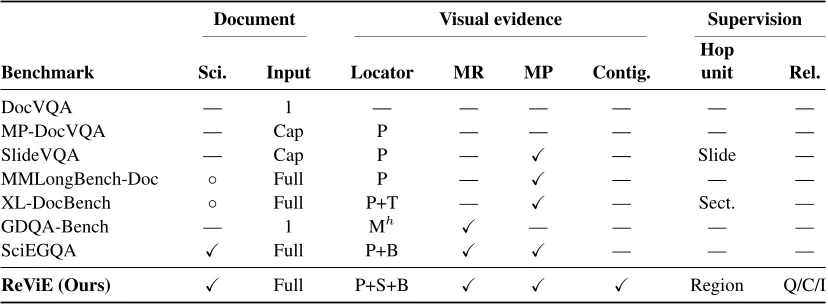 Document Visual evidence Supervision
Hop
Benchmark Sci. Input Locator MR MP Contig. unit Rel.
DocVQA — 1 — — — — — —
MP-DocVQA — Cap P — — — — —
SlideVQA — Cap P — ✓ — Slide —
MMLongBench-Doc ○ Full P — ✓ — — —
XL-DocBench ○ Full P+T — ✓ — Sect. —
GDQA-Bench — 1 Mʰ ✓ — — — —
SciEGQA ✓ Full P+B ✓ ✓ — — —
ReViE (Ours) ✓ Full P+S+B ✓ ✓ ✓ Region Q/C/I